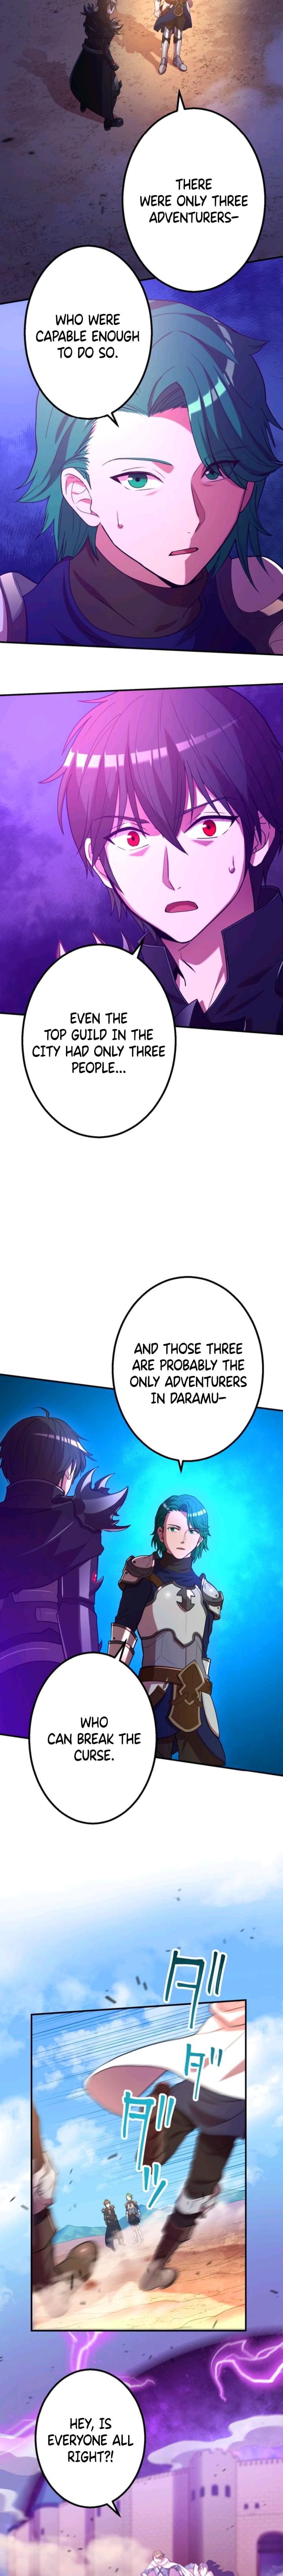 THERE
WERE ONLY THREE
ADVENTURERS-
WHO WERE
CAPABLE ENOUGH
TO DO SO.
EVEN THE
TOP GUILD IN THE
CITY HAD ONLY THREE
PEOPLE...
AND THOSE THREE
ARE PROBABLY THE
ONLY ADVENTURERS
IN DARAMU-
WHO
CAN BREAK THE
CURSE.
ダッ
ダッ
ダッ
HEY, IS
EVERYONE ALL
RIGHT?!